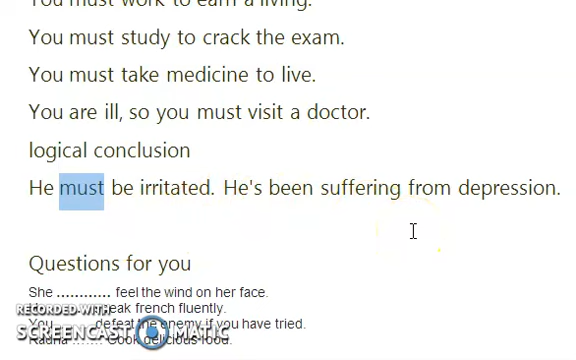 You must work to earn a living.
You must study to crack the exam.
You must take medicine to live.
You are ill, so you must visit a doctor.
logical conclusion
He must be irritated. He's been suffering from depression.
Questions for you
She ............ feel the wind on her face.
RECORDED WITH
french fluently.
You defeat the enemy if you have tried.
SCREENCAST MATIC
Radha ....... Cook delicious food.